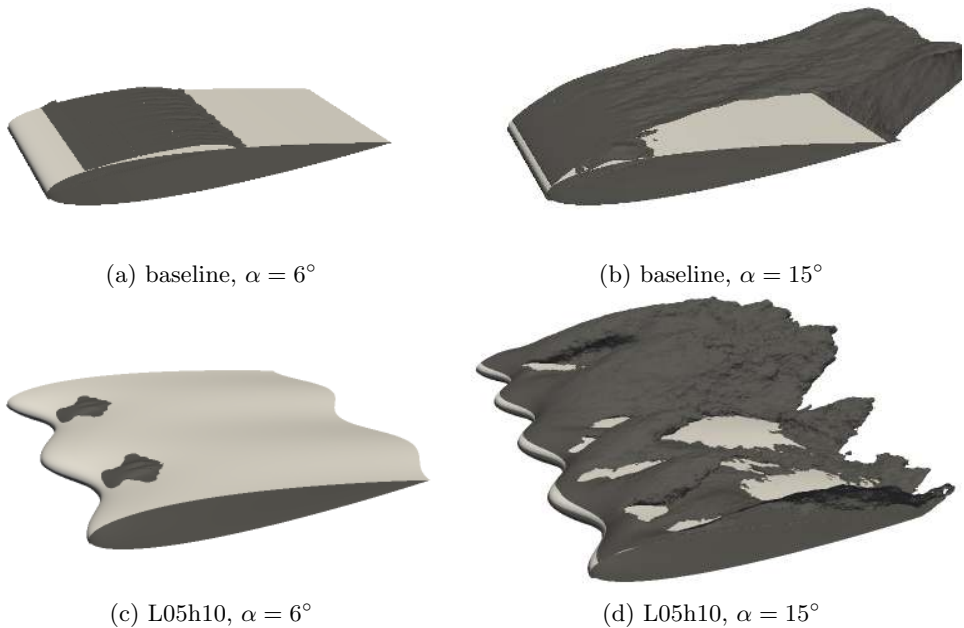 (a) baseline, α = 6°
(b) baseline, α = 15°
(c) L05h10, α = 6°
(d) L05h10, α = 15°